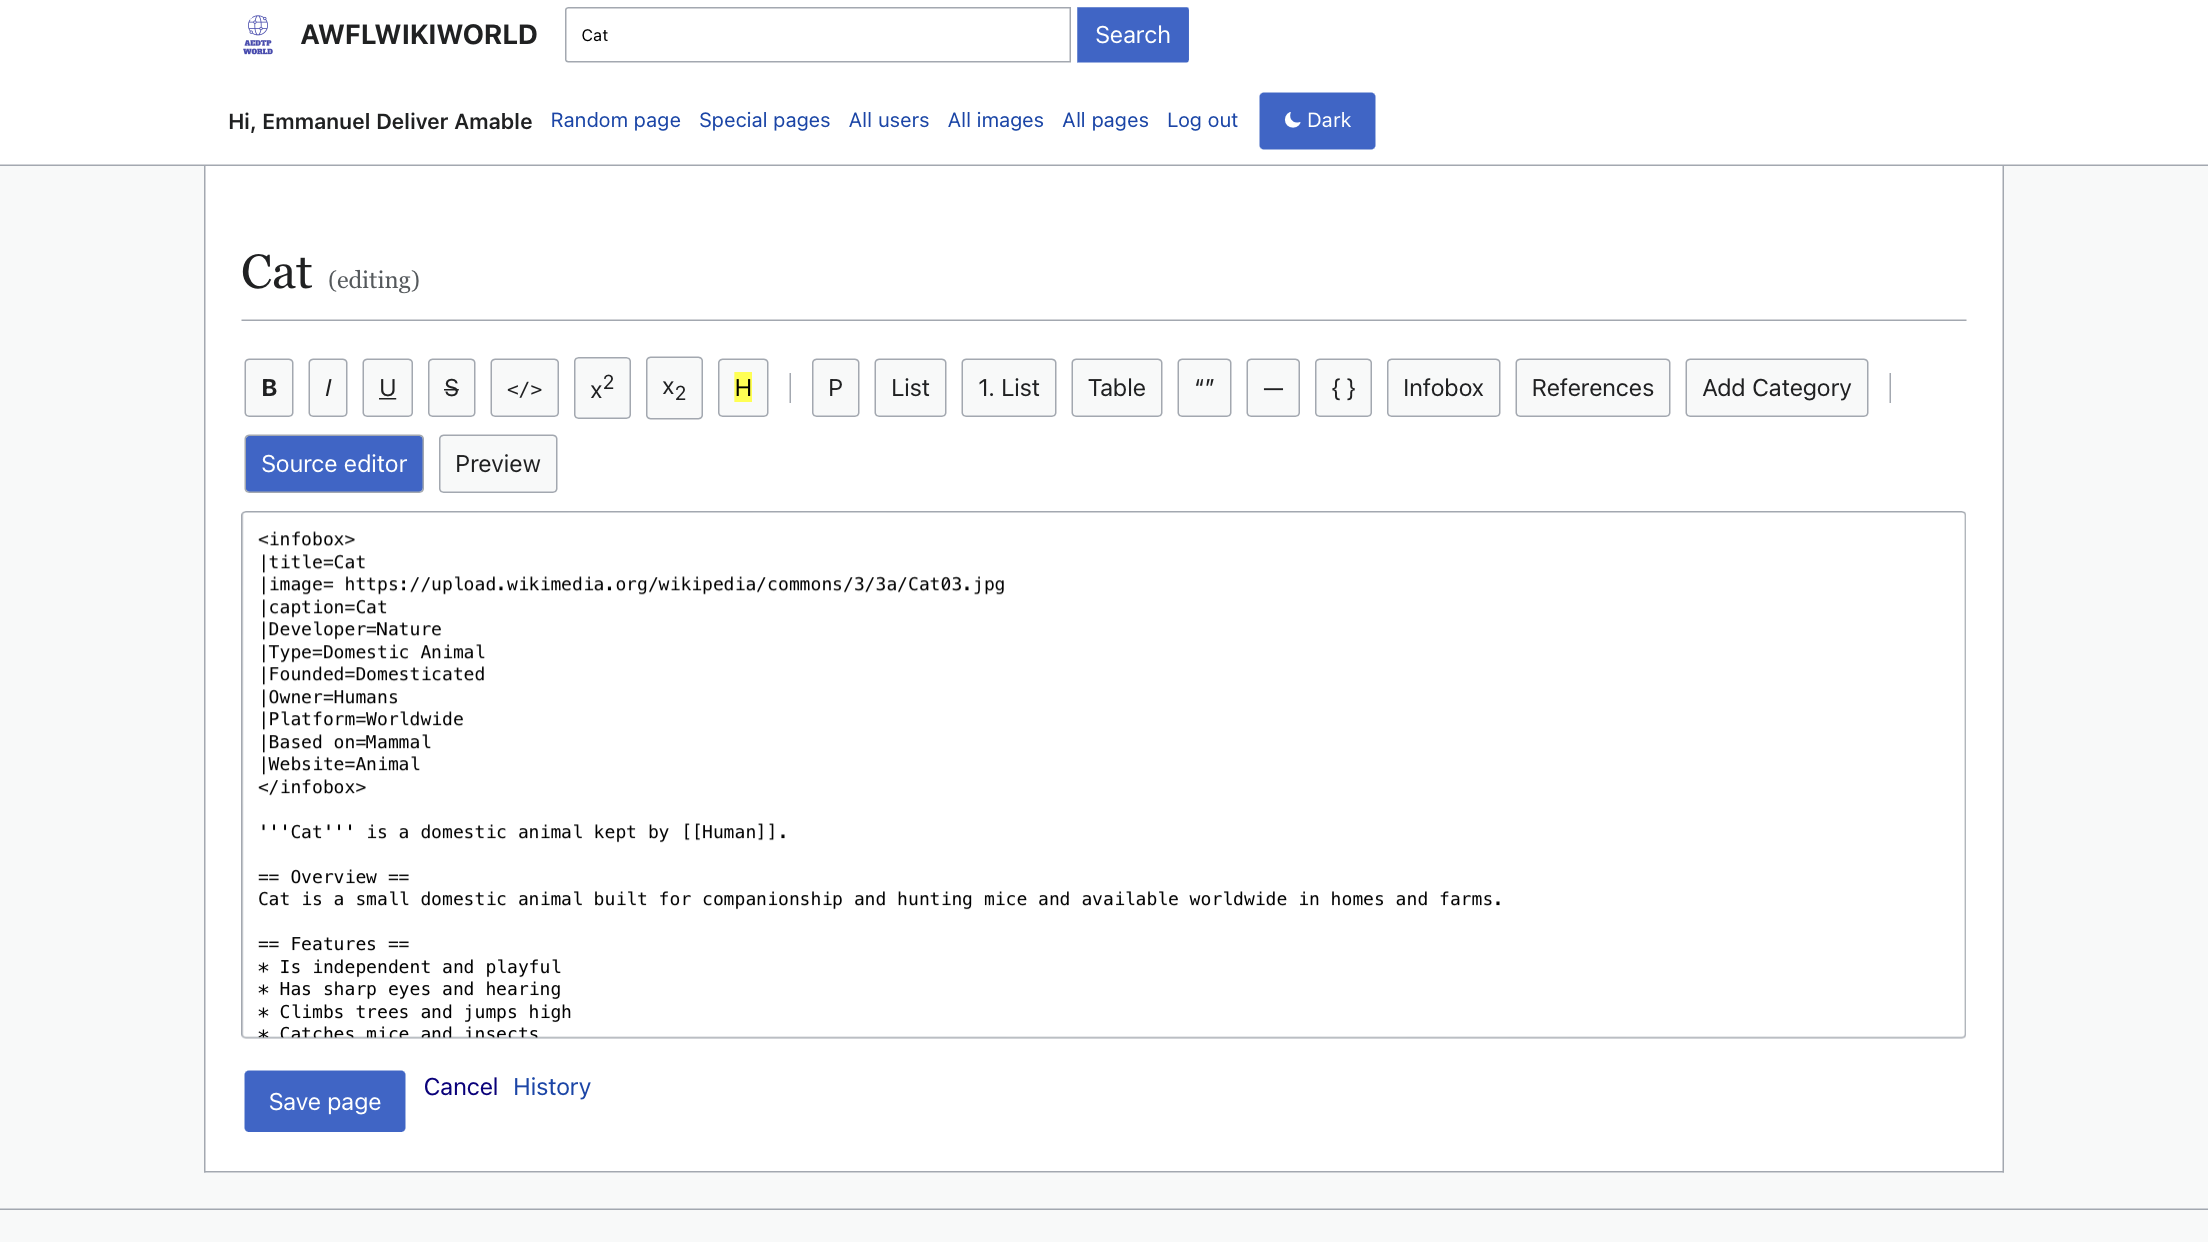 AEDTP
WORLD
AWFLWIKIWORLD
Cat
Search
Hi, Emmanuel Deliver Amable Random page Special pages All users All images All pages Log out Dark
Cat (editing)
B I U S </> x² x₂ H | P List 1. List Table “” — { } Infobox References Add Category |
Source editor Preview
<infobox>
|title=Cat
|image= https://upload.wikimedia.org/wikipedia/commons/3/3a/Cat03.jpg
|caption=Cat
|Developer=Nature
|Type=Domestic Animal
|Founded=Domesticated
|Owner=Humans
|Platform=Worldwide
|Based on=Mammal
|Website=Animal
</infobox>
'''Cat''' is a domestic animal kept by [[Human]].
== Overview ==
Cat is a small domestic animal built for companionship and hunting mice and available worldwide in homes and farms.
== Features ==
* Is independent and playful
* Has sharp eyes and hearing
* Climbs trees and jumps high
* Catches mice and insects
Save page Cancel History